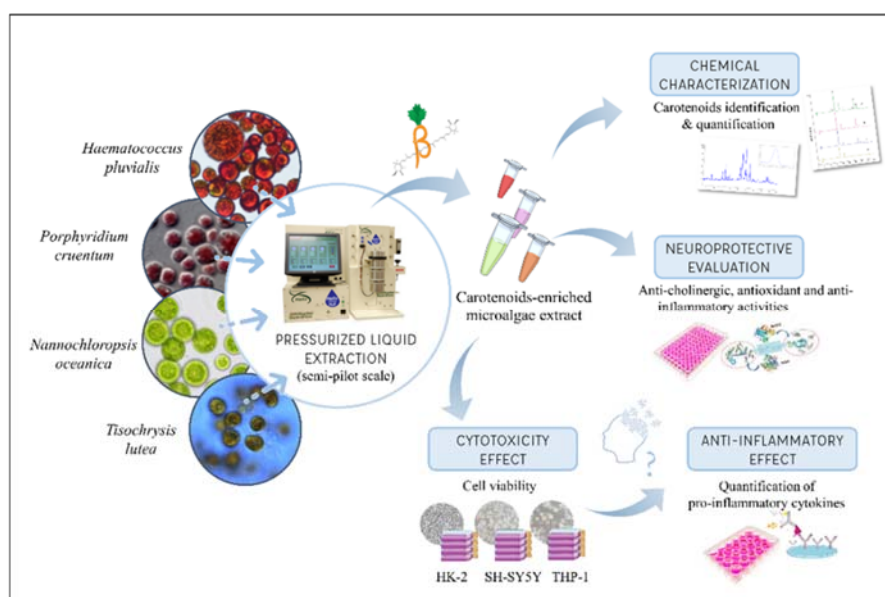 Haematococcus
pluvialis
Porphyridium
cruentum
Nannochloropsis
oceanica
Tisochrysis
lutea
PRESSURIZED LIQUID
EXTRACTION
(semi-pilot scale)
β
Carotenoids-enriched
microalgae extract
CHEMICAL
CHARACTERIZATION
Carotenoids identification
& quantification
NEUROPROTECTIVE
EVALUATION
Anti-cholinergic, antioxidant and anti-
inflammatory activities
CYTOTOXICITY
EFFECT
Cell viability
HK-2 SH-SY5Y THP-1
?
ANTI-INFLAMMATORY
EFFECT
Quantification of
pro-inflammatory cytokines